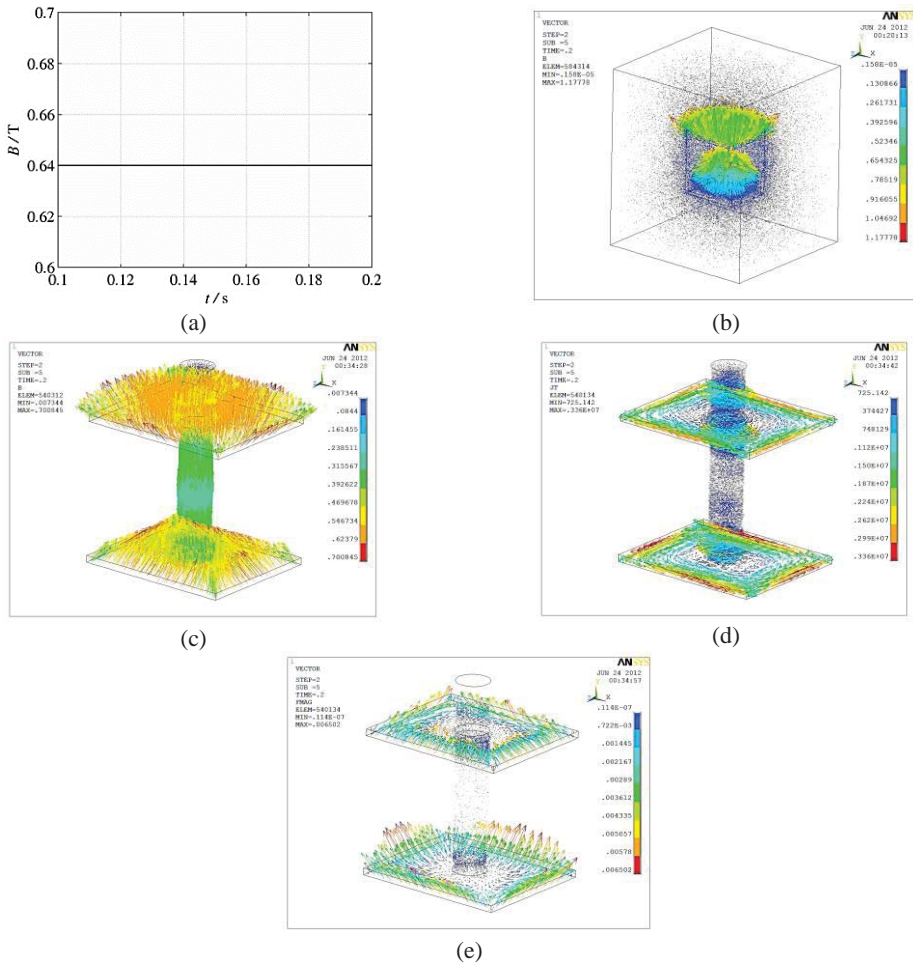 0.7
0.68
0.66
0.64
0.62
0.6
B / T
0.1
0.12
0.14
0.16
0.18
0.2
t / s
(a)
1
VECTOR
STEP=2
SUB =5
TIME=.2
B
ELEM=584314
MIN=.158E-05
MAX=1.17778
ANSYS
JUN 24 2012
00:20:13
Y
Z X
.158E-05
.130866
.261731
.392596
.52346
.654325
.78519
.916055
1.04692
1.17778
(b)
1
VECTOR
STEP=2
SUB =5
TIME=.2
B
ELEM=540312
MIN=.007344
MAX=.700845
ANSYS
JUN 24 2012
00:34:28
Y
Z X
.007344
.0844
.161455
.238511
.315567
.392622
.469678
.546734
.62379
.700845
(c)
1
VECTOR
STEP=2
SUB =5
TIME=.2
JT
ELEM=540134
MIN=725.142
MAX=.336E+07
ANSYS
JUN 24 2012
00:34:42
Y
Z X
725.142
374427
748129
.112E+07
.150E+07
.187E+07
.224E+07
.262E+07
.299E+07
.336E+07
(d)
1
VECTOR
STEP=2
SUB =5
TIME=.2
FMAG
ELEM=540134
MIN=.114E-07
MAX=.006502
ANSYS
JUN 24 2012
00:34:57
Y
Z X
.114E-07
.722E-03
.001445
.002167
.00289
.003612
.004335
.005057
.00578
.006502
(e)